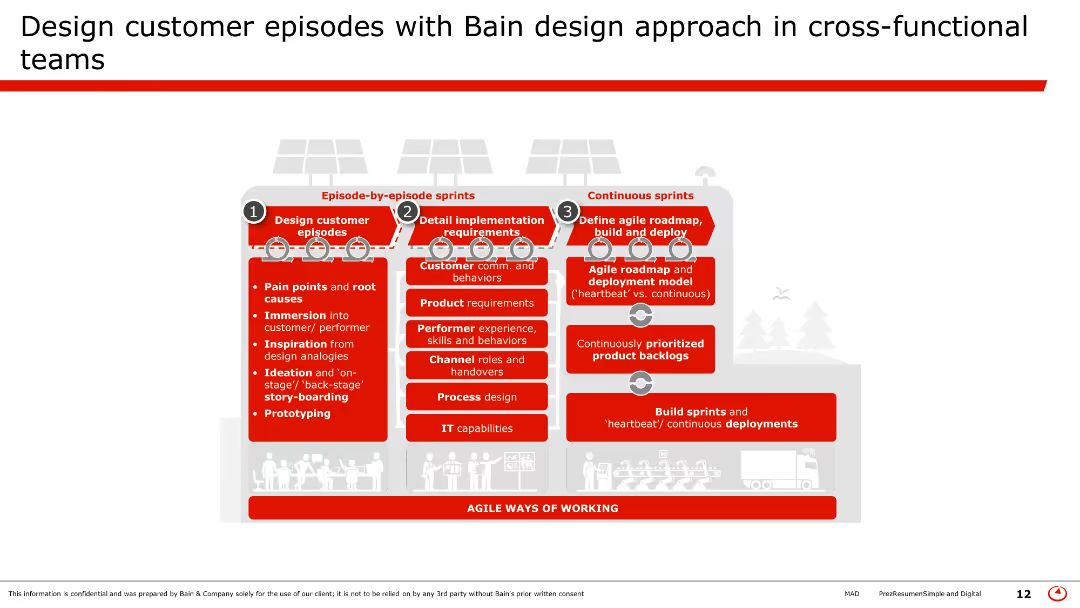 Design customer episodes with Bain design approach in cross-functional
teams
Episode-by-episode sprints
Continuous sprints
1
Design customer
episodes
2
Detail implementation
requirements
3
Define agile roadmap,
build and deploy
• Pain points and root
causes
• Immersion into
customer/ performer
• Inspiration from
design analogies
• Ideation and ‘on-
stage’/ ‘back-stage’
story-boarding
• Prototyping
Customer comm. and
behaviors
Product requirements
Performer experience,
skills and behaviors
Channel roles and
handovers
Process design
IT capabilities
Agile roadmap and
deployment model
(‘heartbeat’ vs. continuous)
Continuously prioritized
product backlogs
Build sprints and
‘heartbeat’/ continuous deployments
AGILE WAYS OF WORKING
This information is confidential and was prepared by Bain & Company solely for the use of our client; it is not to be relied on by any 3rd party without Bain's prior written consent
MAD
PrezResumenSimple and Digital
12